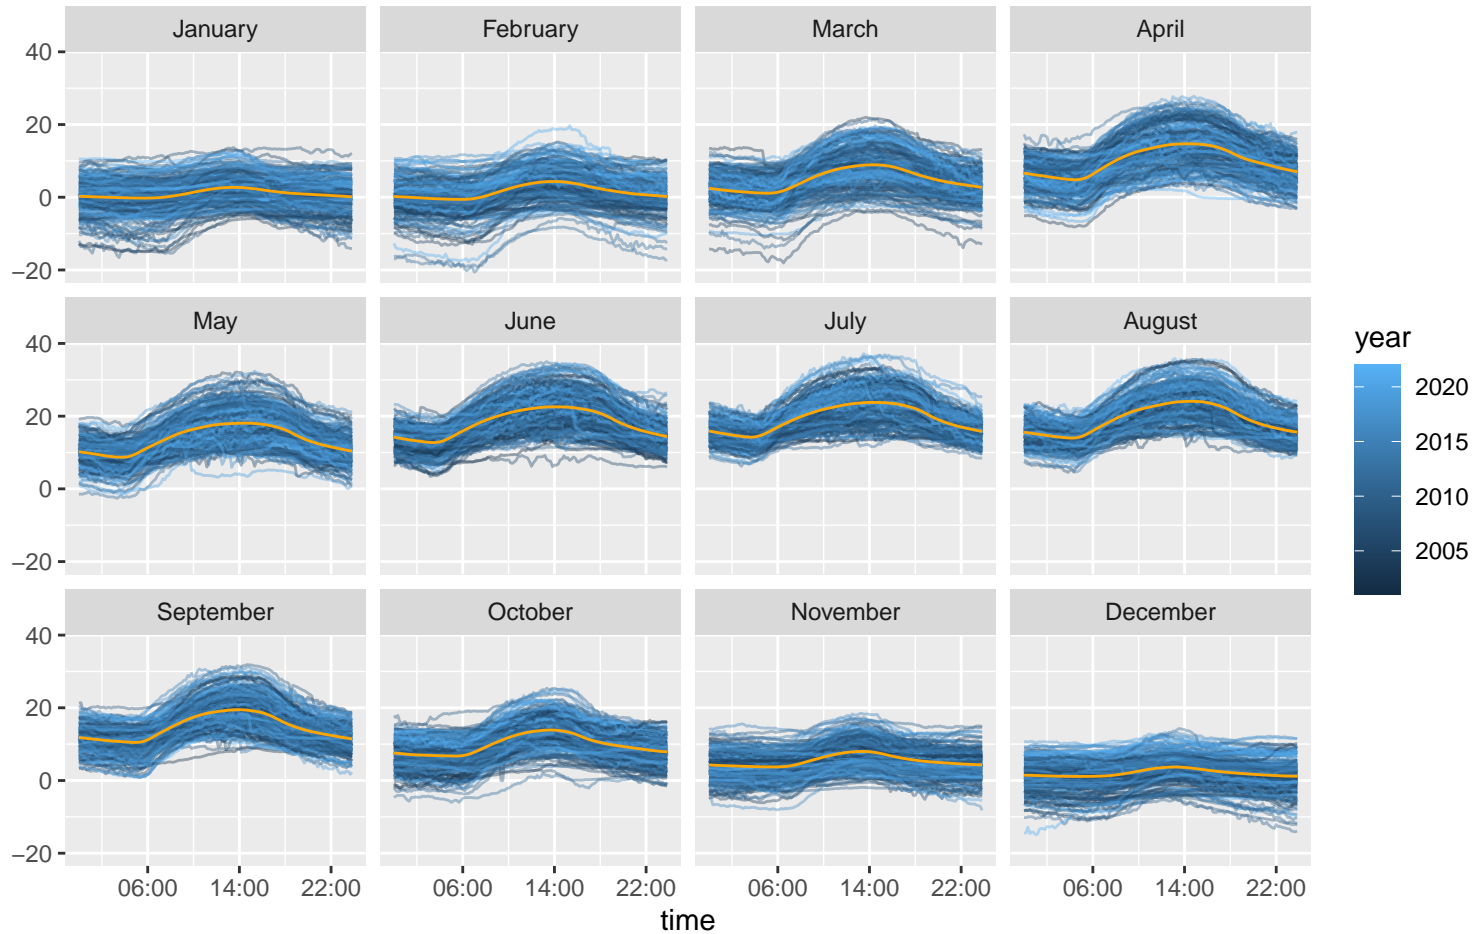 January February March April
40
20
0
−20
May June July August
40
20
0
−20
September October November December
40
20
0
−20
06:00 14:00 22:00 06:00 14:00 22:00 06:00 14:00 22:00 06:00 14:00 22:00
time
year
2020
2015
2010
2005